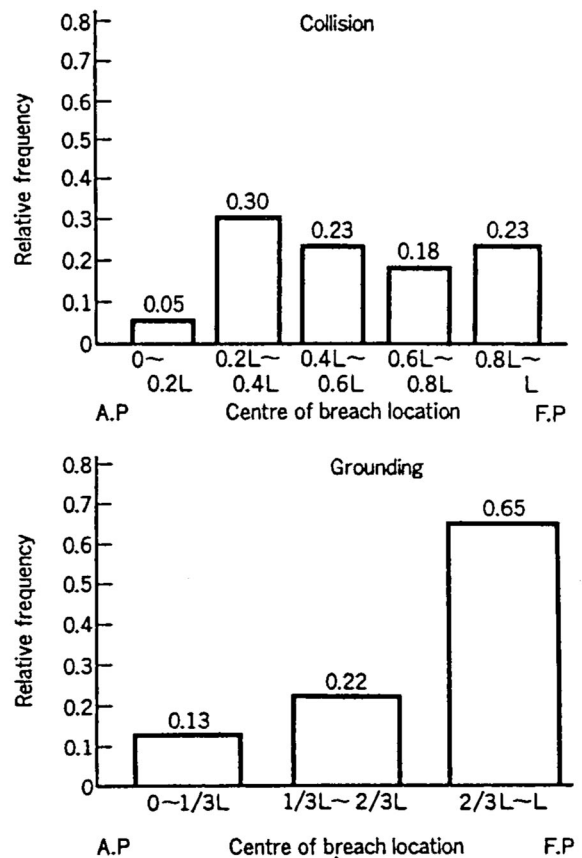 Collision
Relative frequency
0.8
0.7
0.6
0.5
0.4
0.3
0.2
0.1
0
0.05
0.30
0.23
0.18
0.23
0~ 0.2L~ 0.4L~ 0.6L~ 0.8L~
0.2L 0.4L 0.6L 0.8L L
A.P Centre of breach location F.P
Grounding
Relative frequency
0.8
0.7
0.6
0.5
0.4
0.3
0.2
0.1
0
0.13
0.22
0.65
0~1/3L 1/3L~2/3L 2/3L~L
A.P Centre of breach location F.P